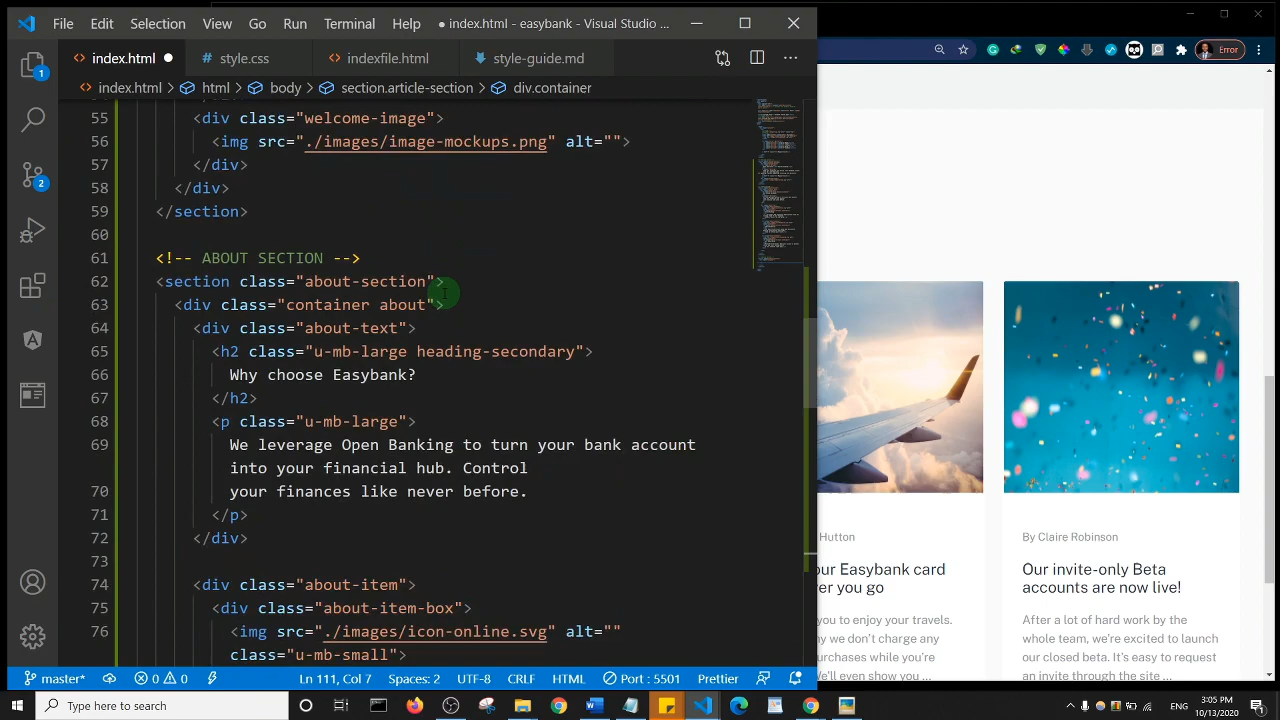 File Edit Selection View Go Run Terminal Help ● index.html - easybank - Visual Studio ...
index.html style.css indexfile.html style-guide.md
index.html > html > body > section.article-section > div.container
55 <div class="welcome-image">
56 <img src="./images/image-mockups.png" alt="">
57 </div>
58 </div>
59 </section>
60
61 <!-- ABOUT SECTION -->
62 <section class="about-section">
63 <div class="container about">
64 <div class="about-text">
65 <h2 class="u-mb-large heading-secondary">
66 Why choose Easybank?
67 </h2>
68 <p class="u-mb-large">
69 We leverage Open Banking to turn your bank account
into your financial hub. Control
70 your finances like never before.
71 </p>
72 </div>
73
74 <div class="about-item">
75 <div class="about-item-box">
76 <img src="./images/icon-online.svg" alt=""
class="u-mb-small">
1
2
master* 0 0 Ln 111, Col 7 Spaces: 2 UTF-8 CRLF HTML Port : 5501 Prettier
Error
Hutton
our Easybank card
ver you go
you to enjoy your travels.
hy we don't charge any
urchases while you're
We'll even show you ...
By Claire Robinson
Our invite-only Beta
accounts are now live!
After a lot of hard work by the
whole team, we're excited to launch
our closed beta. It's easy to request
an invite through the site ...
Type here to search
ENG
3:05 PM
10/13/2020
1